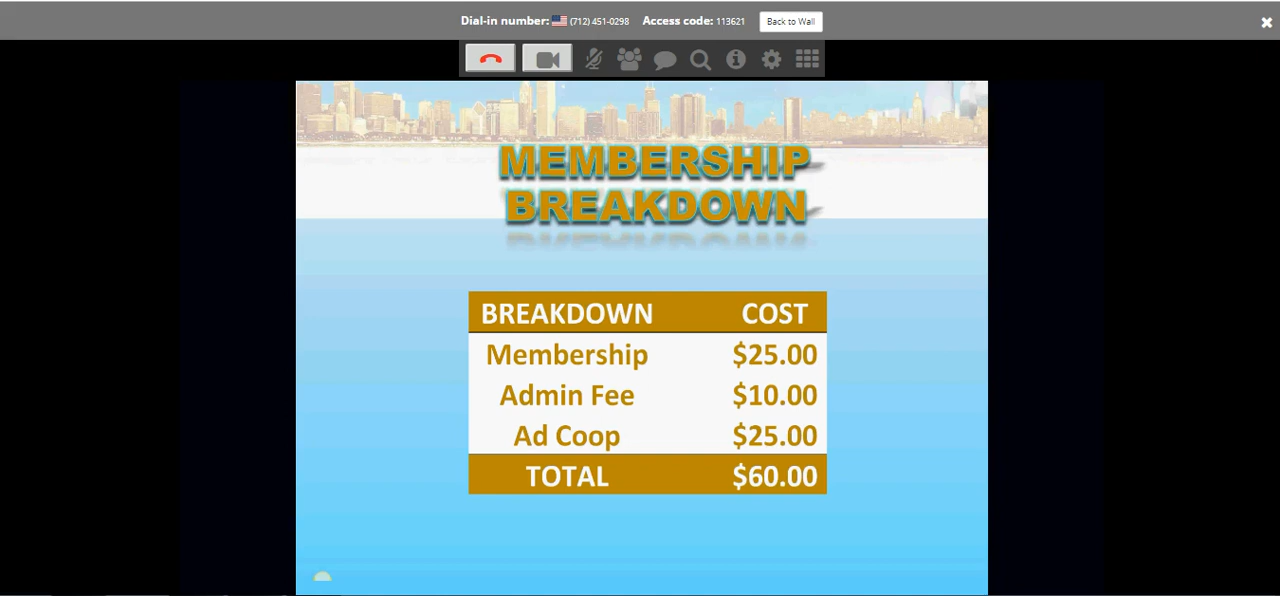 Dial-in number: (712) 451-0298 Access code: 113621 Back to Wall
MEMBERSHIP
BREAKDOWN
BREAKDOWN COST
Membership $25.00
Admin Fee $10.00
Ad Coop $25.00
TOTAL $60.00